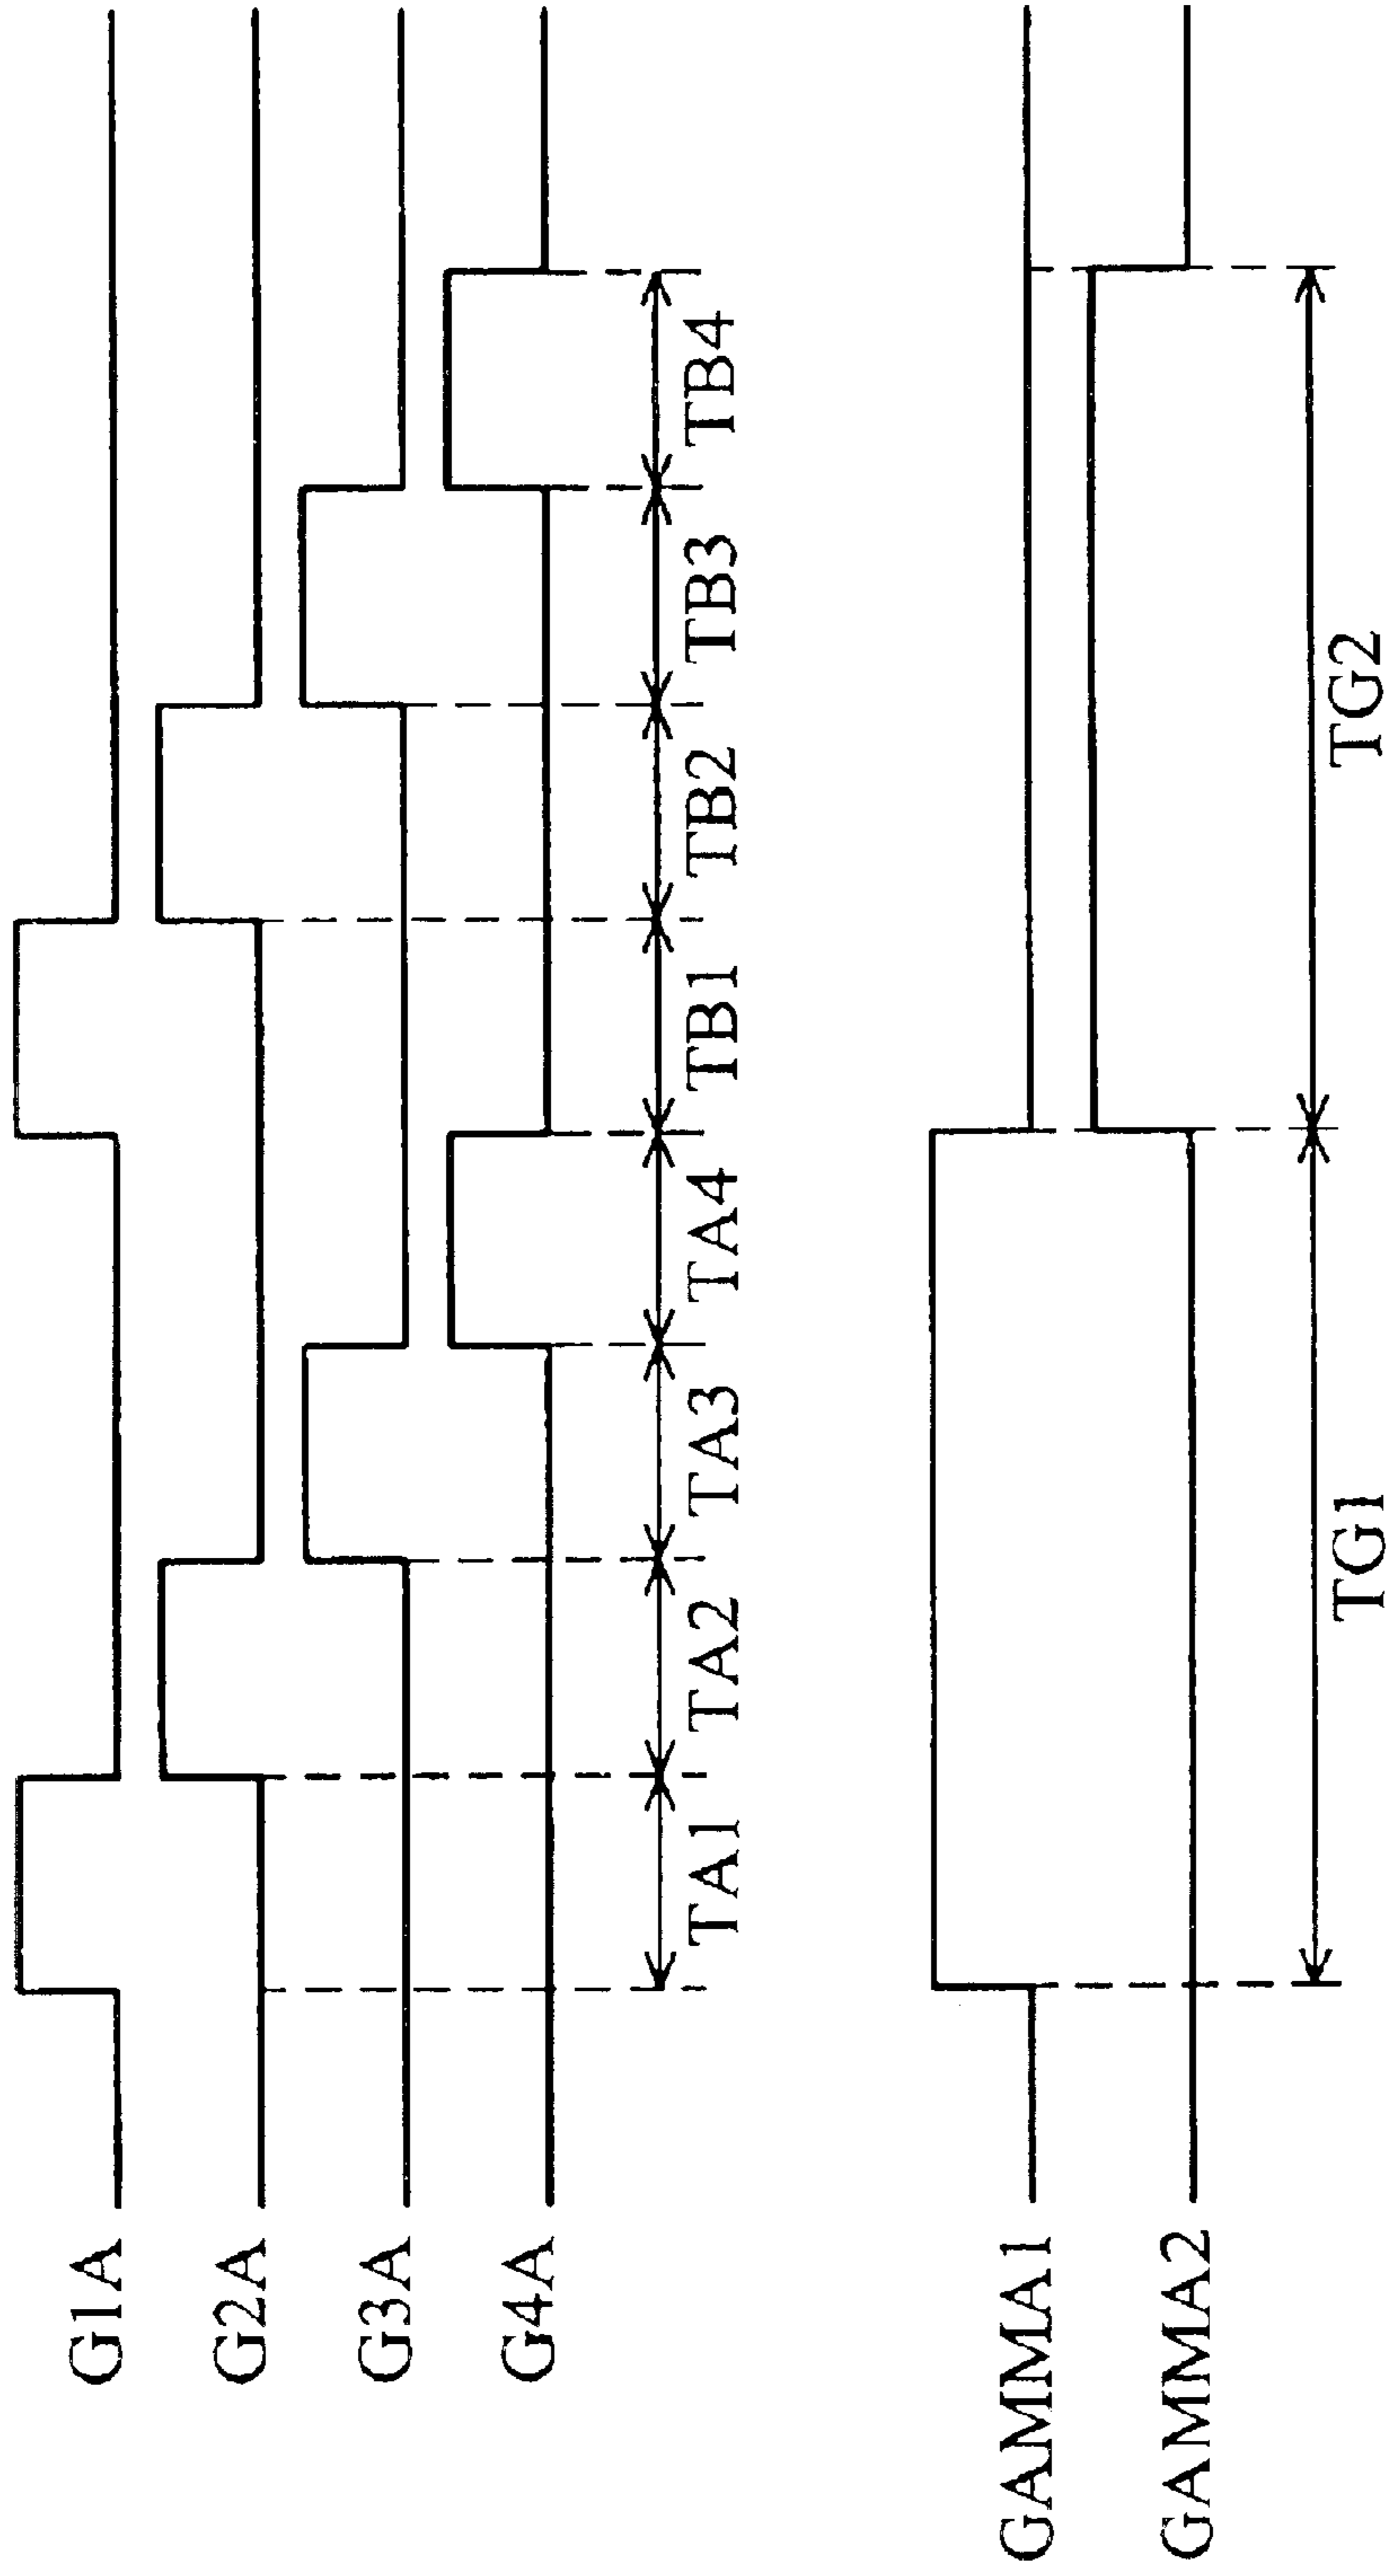 G1A
G2A
G3A
G4A
TA1 TA2 TA3 TA4 TB1 TB2 TB3 TB4
GAMMA1
GAMMA2
TG1 TG2